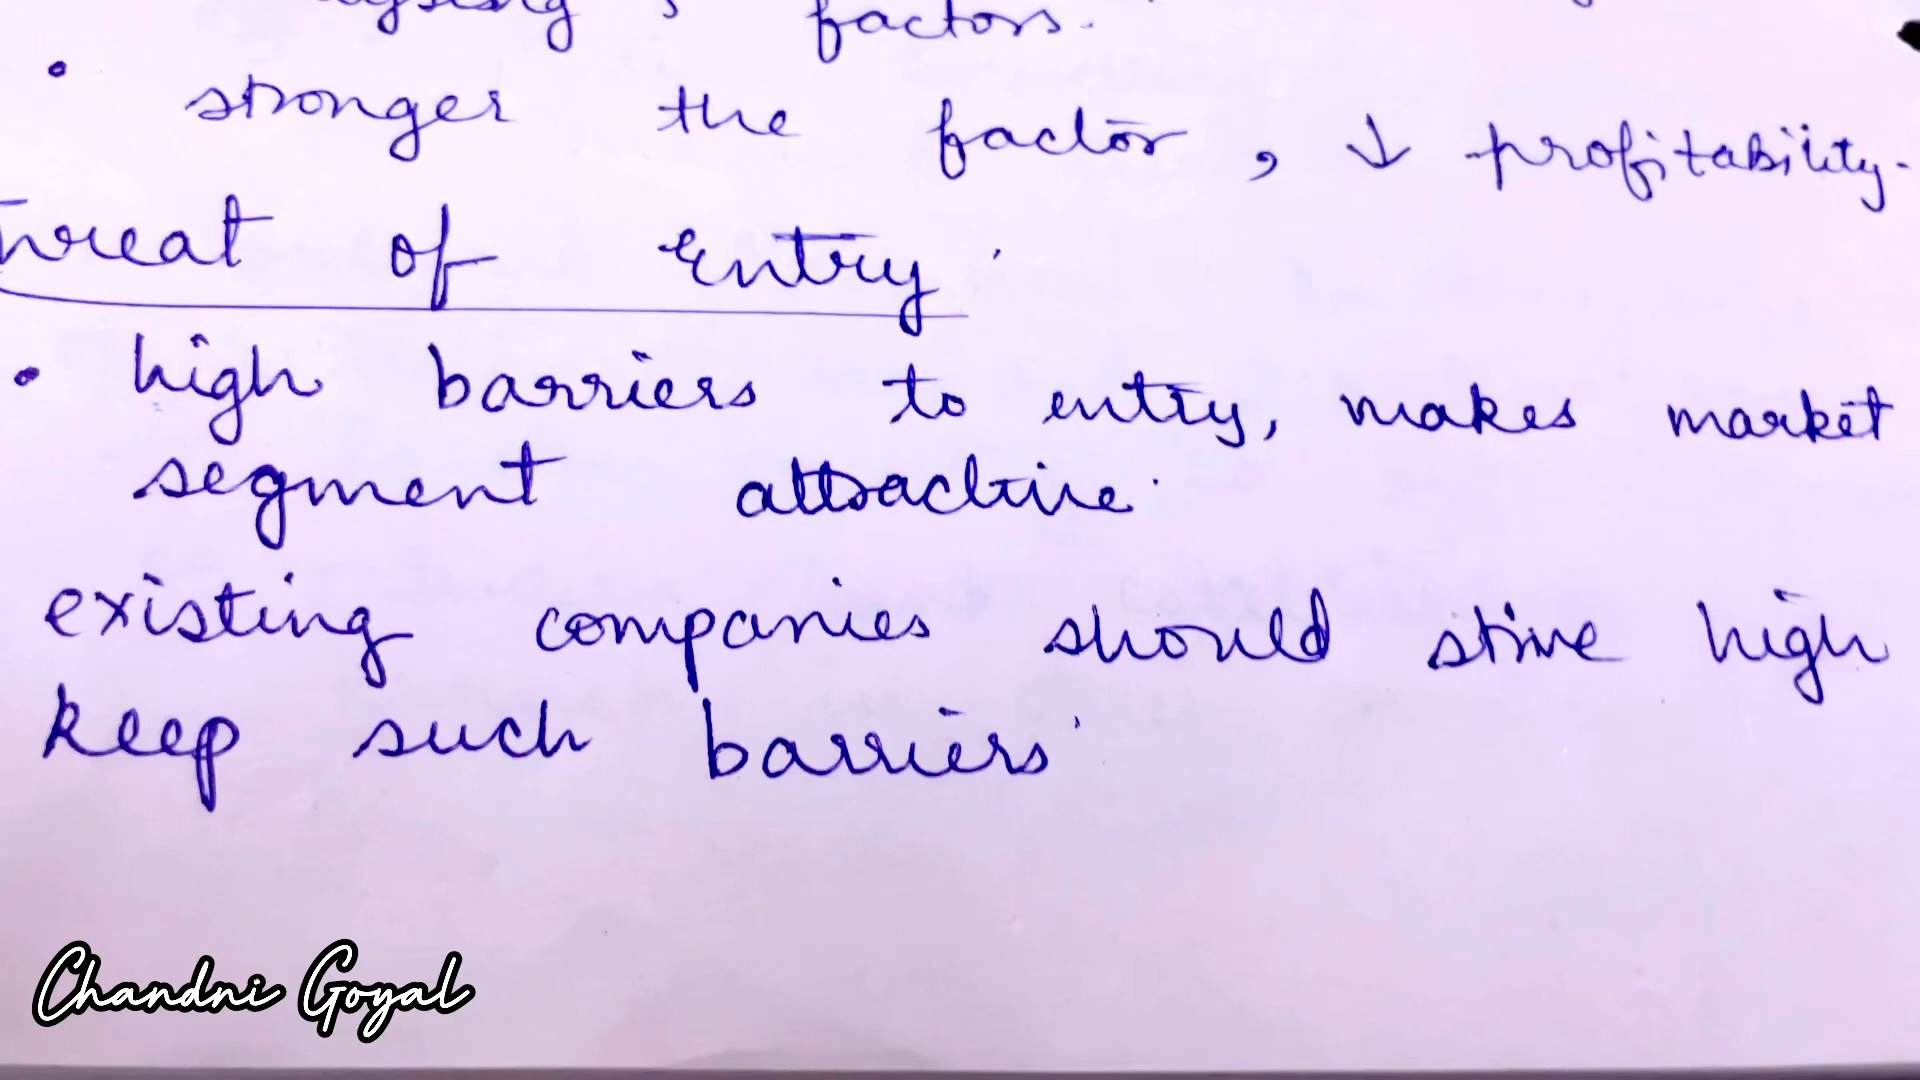 factors.
• stronger the factor, ↓ profitability.
Threat of Entry
• high barriers to entry, makes market
segment attractive.
existing companies should strive high
keep such barriers
Chandni Goyal